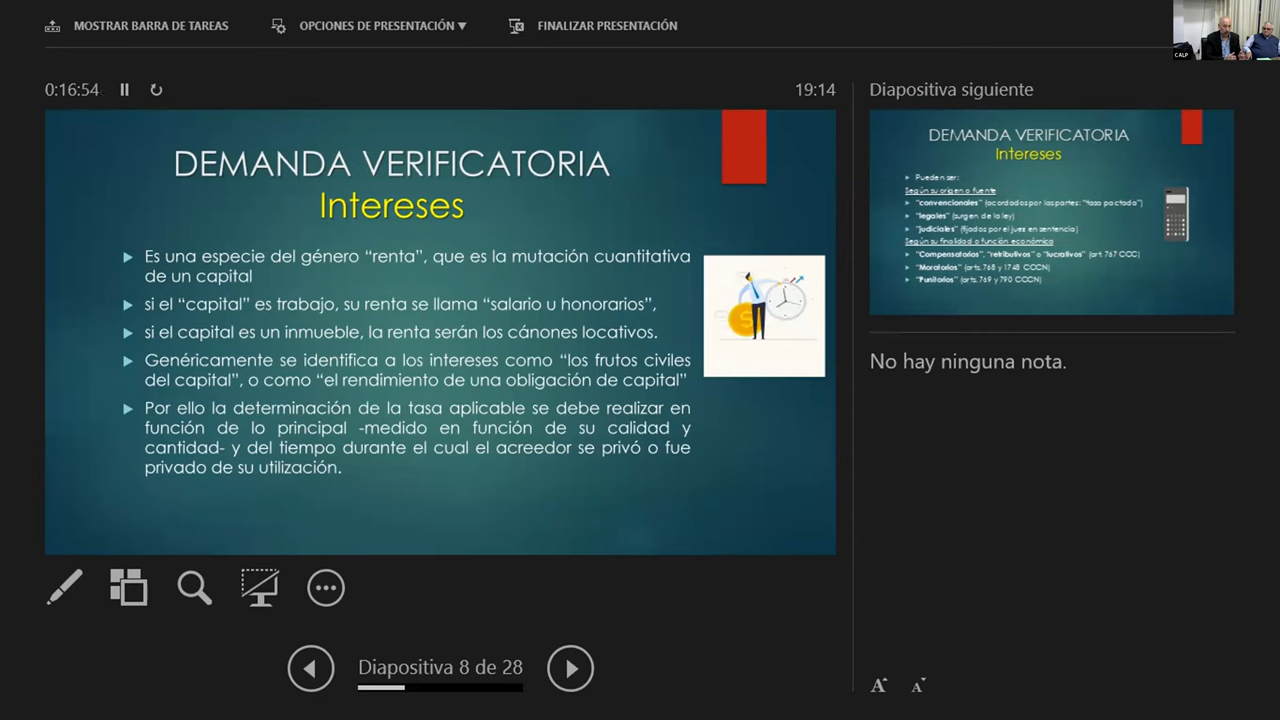 MOSTRAR BARRA DE TAREAS
OPCIONES DE PRESENTACIÓN ▼
FINALIZAR PRESENTACIÓN
CALP
0:16:54
19:14
DEMANDA VERIFICATORIA
Intereses
Es una especie del género “renta”, que es la mutación cuantitativa
de un capital
si el “capital” es trabajo, su renta se llama “salario u honorarios”,
si el capital es un inmueble, la renta serán los cánones locativos.
Genéricamente se identifica a los intereses como “los frutos civiles
del capital”, o como “el rendimiento de una obligación de capital”
Por ello la determinación de la tasa aplicable se debe realizar en
función de lo principal -medido en función de su calidad y
cantidad- y del tiempo durante el cual el acreedor se privó o fue
privado de su utilización.
Diapositiva siguiente
DEMANDA VERIFICATORIA
Intereses
Pueden ser:
Según su origen o fuente
“convencionales” (acordados por las partes: “tasa pactada”)
“legales” (surgen de la ley)
“judiciales” (fijados por el juez en sentencia)
Según su finalidad o función económica
“Compensatorios”, “retributivos” o “lucrativos” (art. 767 CCC)
“Moratorios” (arts. 768 y 1748 CCCN)
“Punitorios” (arts. 769 y 790 CCCN)
No hay ninguna nota.
Diapositiva 8 de 28
A A